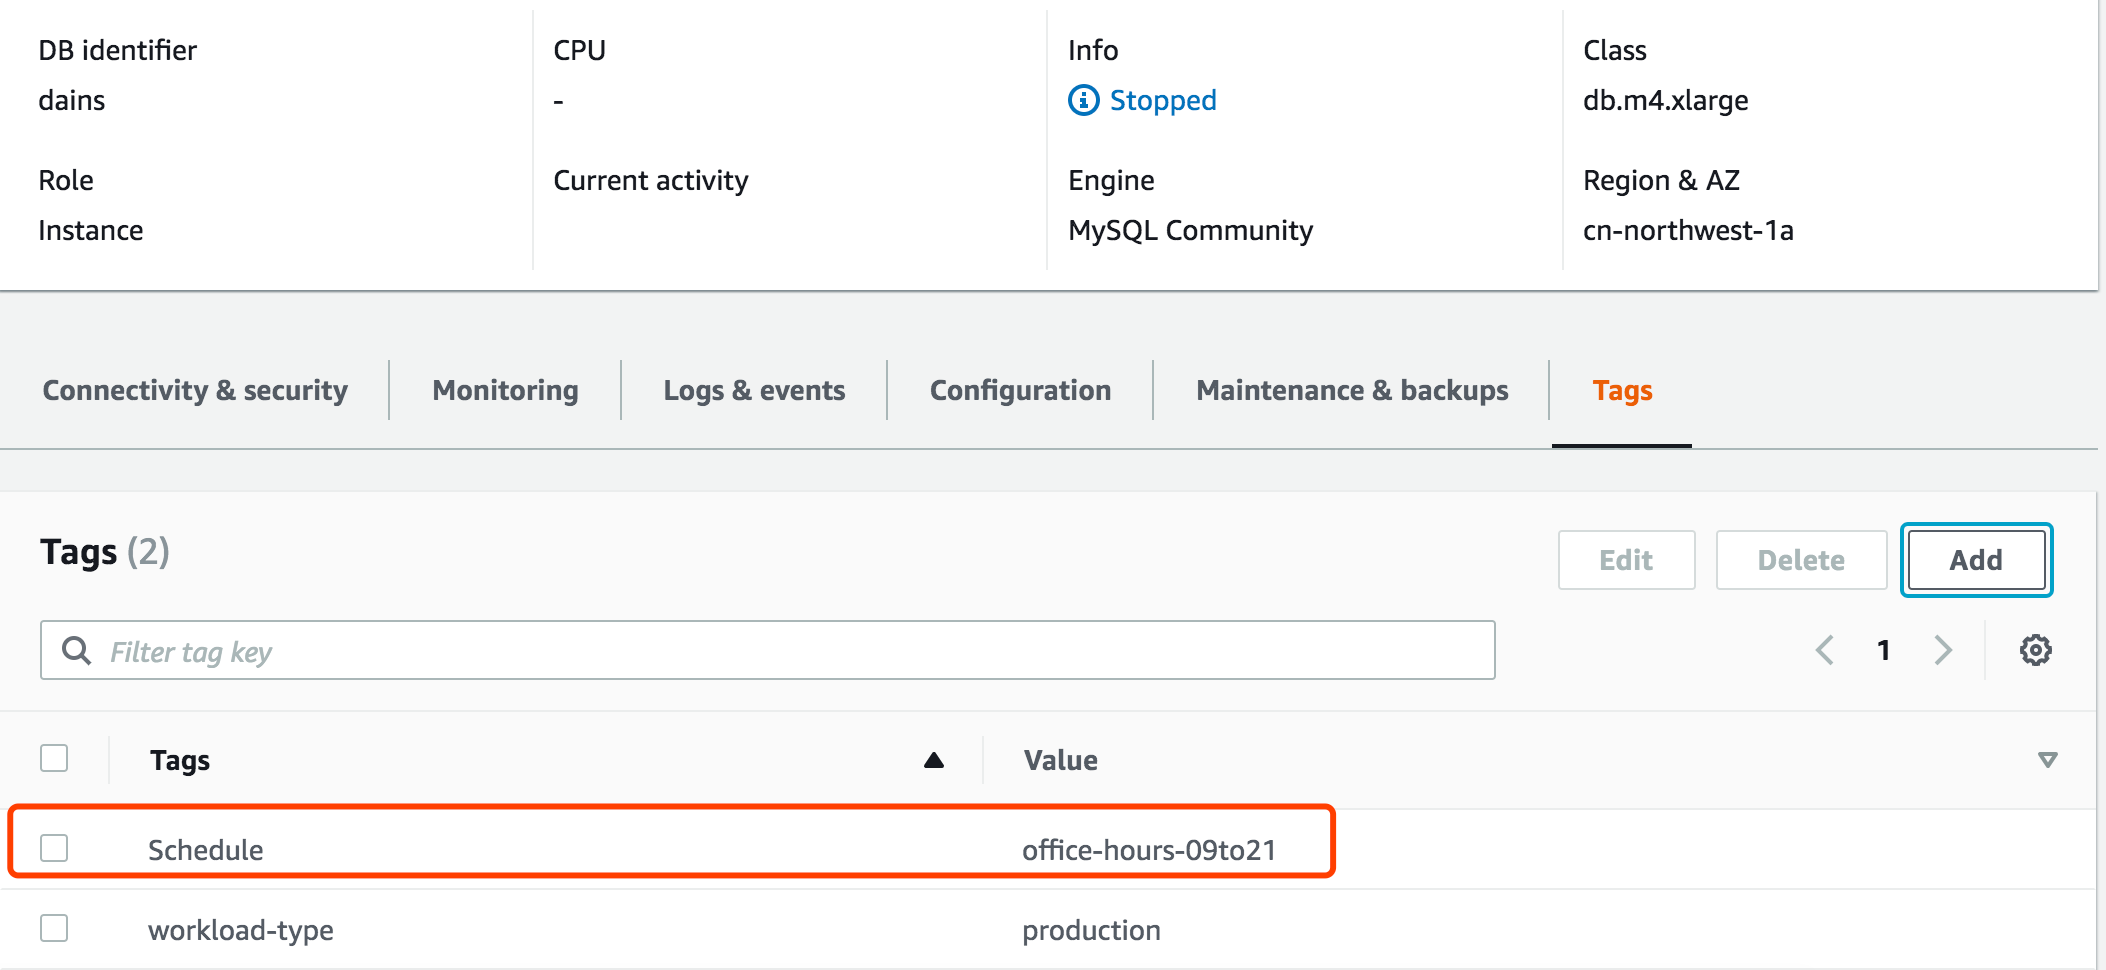 DB identifier
CPU
Info
Class
dains
-
Stopped
db.m4.xlarge
Role
Current activity
Engine
Region & AZ
Instance
MySQL Community
cn-northwest-1a
Connectivity & security
Monitoring
Logs & events
Configuration
Maintenance & backups
Tags
Tags (2)
Edit
Delete
Add
Filter tag key
1
Tags
Value
Schedule
office-hours-09to21
workload-type
production